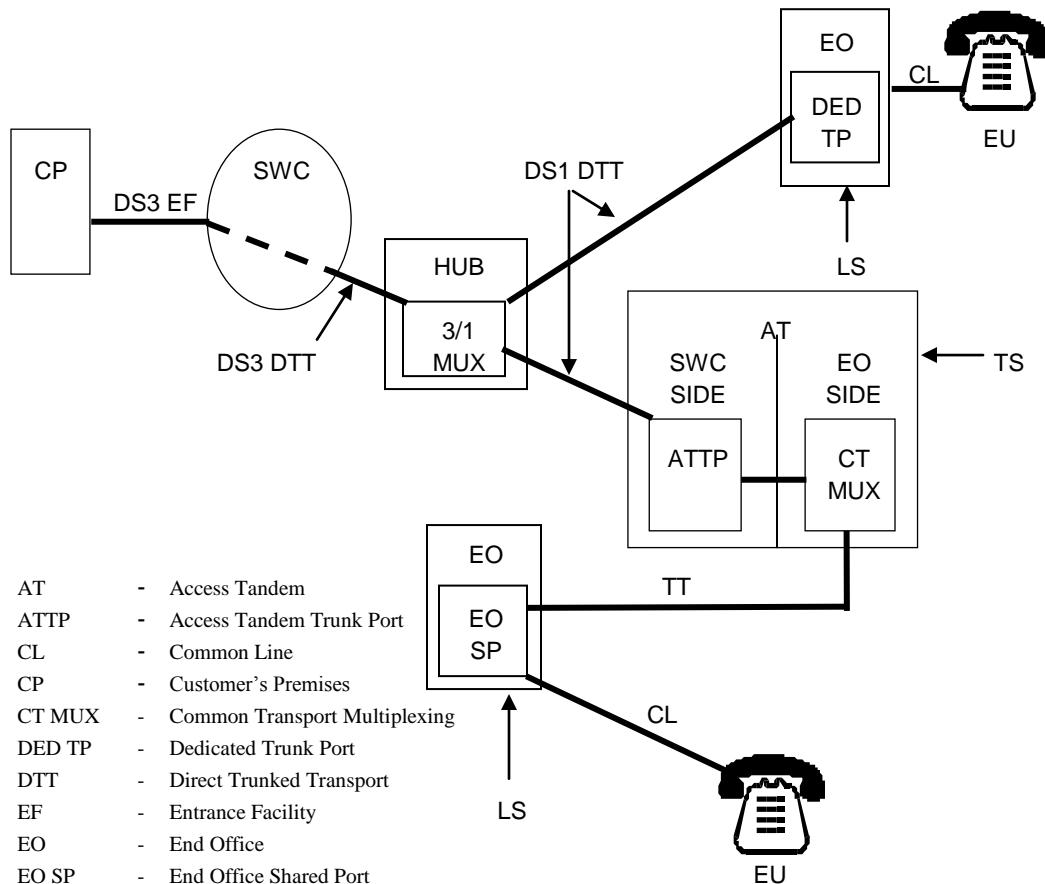 EO
CL
DED
TP
EU
CP
SWC
DS1 DTT
DS3 EF
LS
HUB
3/1
MUX
DS3 DTT
AT
SWC
SIDE
EO
SIDE
TS
ATTP
CT
MUX
EO
TT
EO
SP
CL
LS
EU
AT - Access Tandem
ATTP - Access Tandem Trunk Port
CL - Common Line
CP - Customer's Premises
CT MUX - Common Transport Multiplexing
DED TP - Dedicated Trunk Port
DTT - Direct Trunked Transport
EF - Entrance Facility
EO - End Office
EO SP - End Office Shared Port